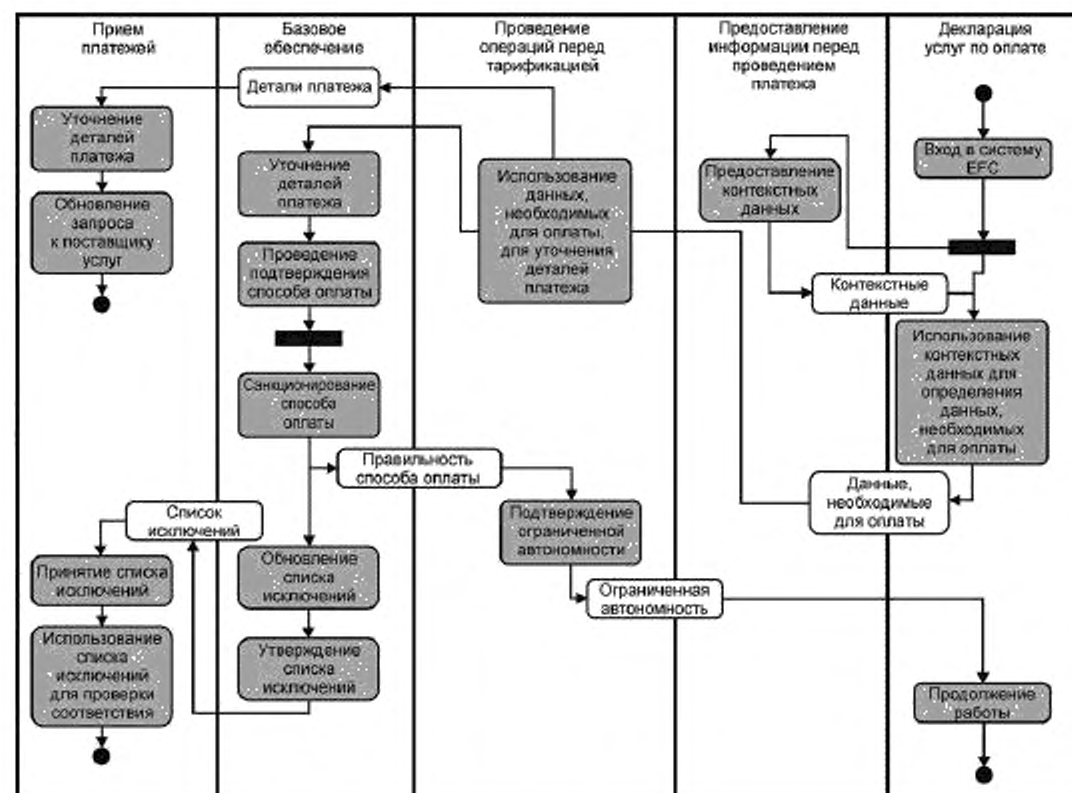 Прием
платежей
Базовое
обеспечение
Проведение
операций перед
тарификацией
Предоставление
информации перед
проведением
платежа
Декларация
услуг по оплате
Детали платежа
Уточнение
деталей
платежа
Обновление
запроса
к поставщику
услуг
Уточнение
деталей
платежа
Проведение
подтверждения
способа оплаты
Санкционирование
способа
оплаты
Использование
данных,
необходимых
для оплаты,
для уточнения
деталей
платежа
Предоставление
контекстных
данных
Вход в систему
EFC
Контекстные
данные
Использование
контекстных
данных для
определения
данных,
необходимых
для оплаты
Правильность
способа оплаты
Данные,
необходимые
для оплаты
Список
исключений
Подтверждение
ограниченной
автономности
Принятие списка
исключений
Обновление
списка
исключений
Ограниченная
автономность
Использование
списка
исключений
для проверки
соответствия
Утверждение
списка
исключений
Продолжение
работы